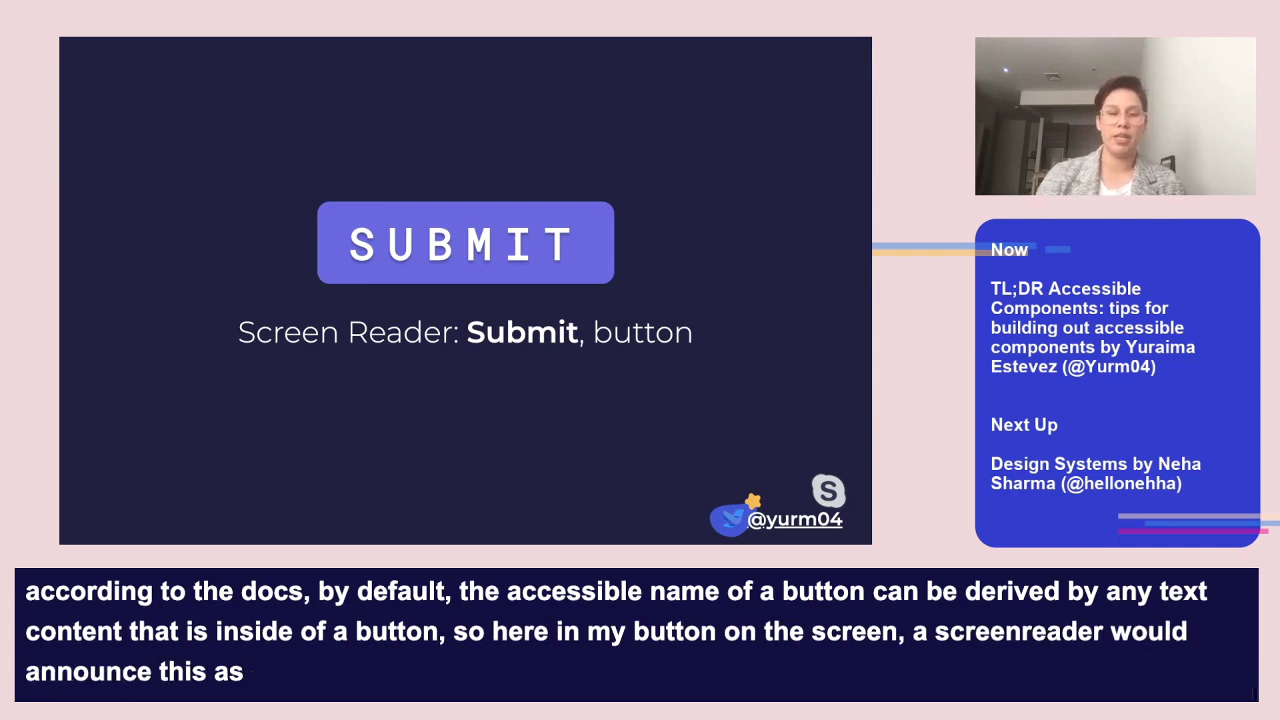 SUBMIT
Screen Reader: Submit, button
S
@yurm04
Now
TL;DR Accessible
Components: tips for
building out accessible
components by Yuraima
Estevez (@Yurm04)
Next Up
Design Systems by Neha
Sharma (@hellonehha)
according to the docs, by default, the accessible name of a button can be derived by any text
content that is inside of a button, so here in my button on the screen, a screenreader would
announce this as